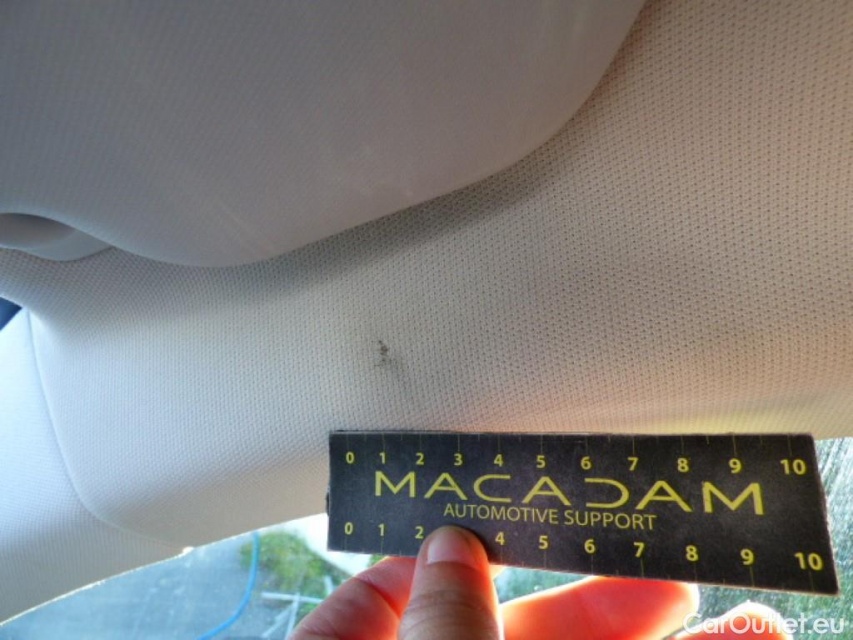 0 1 2 3 4 5 6 7 8 9 10
MACADAM
AUTOMOTIVE SUPPORT
0 1 2 4 5 6 7 8 9 10
CarOutlet.eu